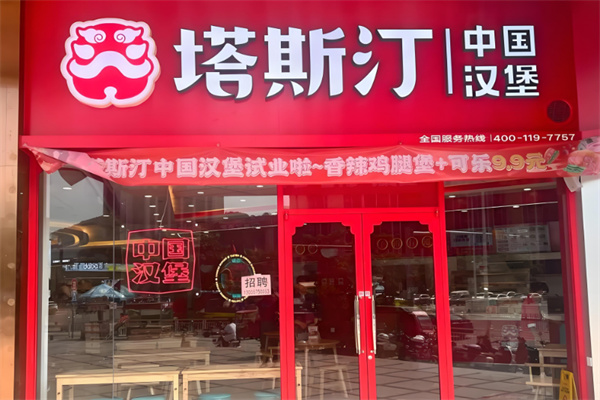 塔斯汀 中国汉堡
全国服务热线 400-119-7757
斯汀中国汉堡试业啦~香辣鸡腿堡+可乐9.9元
中国汉堡
招聘